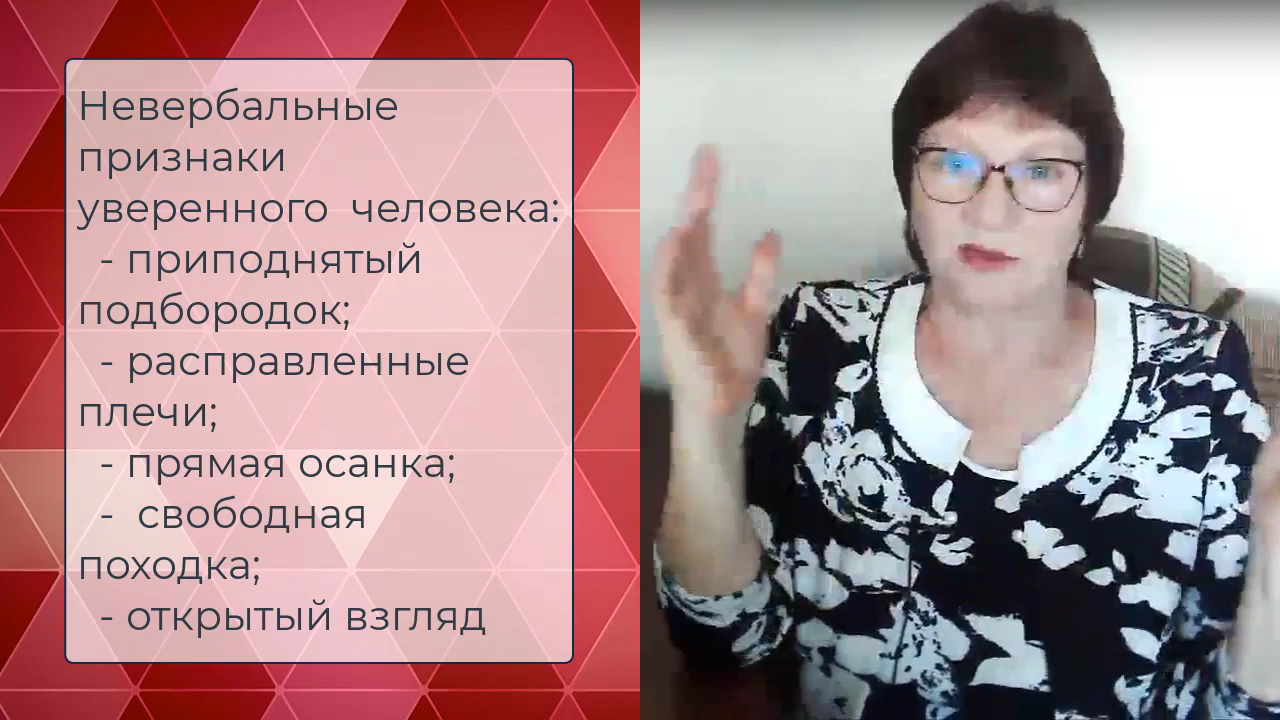 Невербальные
признаки
уверенного человека:
- приподнятый
подбородок;
- расправленные
плечи;
- прямая осанка;
- свободная
походка;
- открытый взгляд